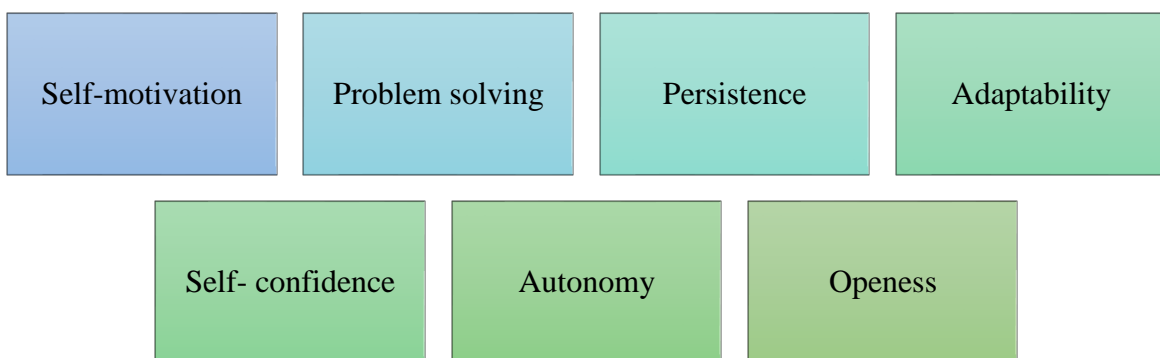 Self-motivation
Problem solving
Persistence
Adaptability
Self- confidence
Autonomy
Openess